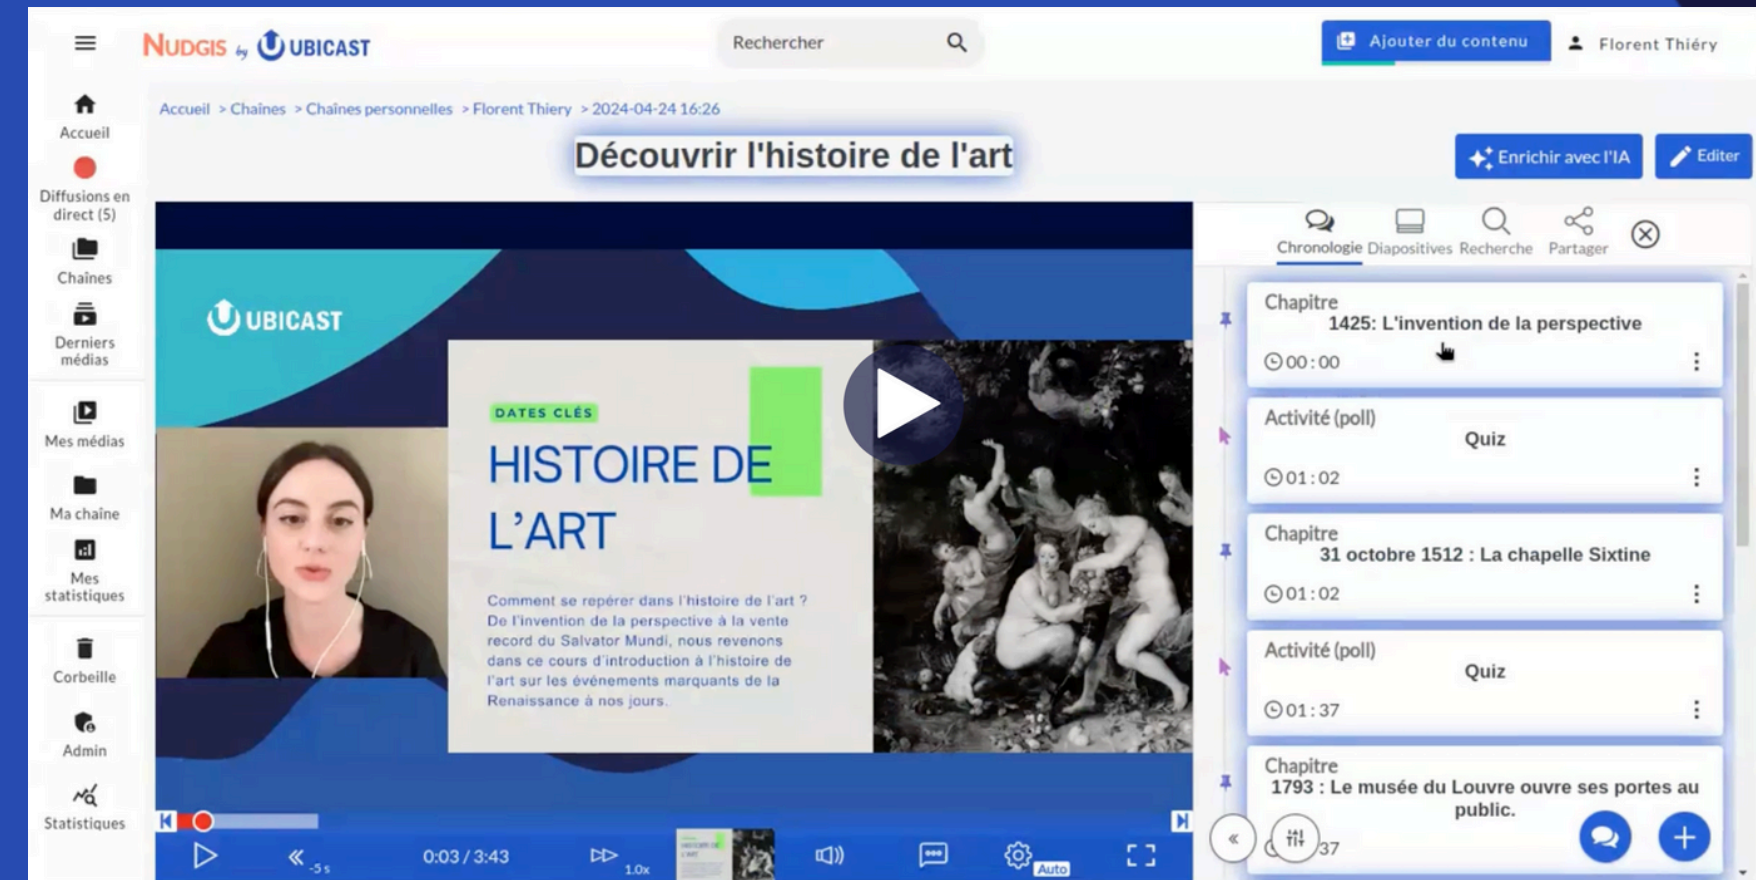 NUDGIS by UBICAST
Rechercher
Ajouter du contenu
Florent Thiéry
Accueil > Chaînes > Chaînes personnelles > Florent Thiery > 2024-04-24 16:26
Découvrir l'histoire de l'art
Enrichir avec l'IA
Editer
Accueil
Diffusions en
direct (5)
Chaînes
Derniers
médias
Mes médias
Ma chaîne
Mes
statistiques
Corbeille
Admin
Statistiques
UBICAST
DATES CLÉS
HISTOIRE DE
L'ART
Comment se repérer dans l'histoire de l'art ?
De l'invention de la perspective à la vente
record du Salvator Mundi, nous revenons
dans ce cours d'introduction à l'histoire de
l'art sur les événements marquants de la
Renaissance à nos jours.
-5 s
0:03 / 3:43
1.0x
Auto
Chronologie Diapositives Recherche Partager
Chapitre
1425: L'invention de la perspective
00:00
Activité (poll)
Quiz
01:02
Chapitre
31 octobre 1512 : La chapelle Sixtine
01:02
Activité (poll)
Quiz
01:37
Chapitre
1793 : Le musée du Louvre ouvre ses portes au
public.
37